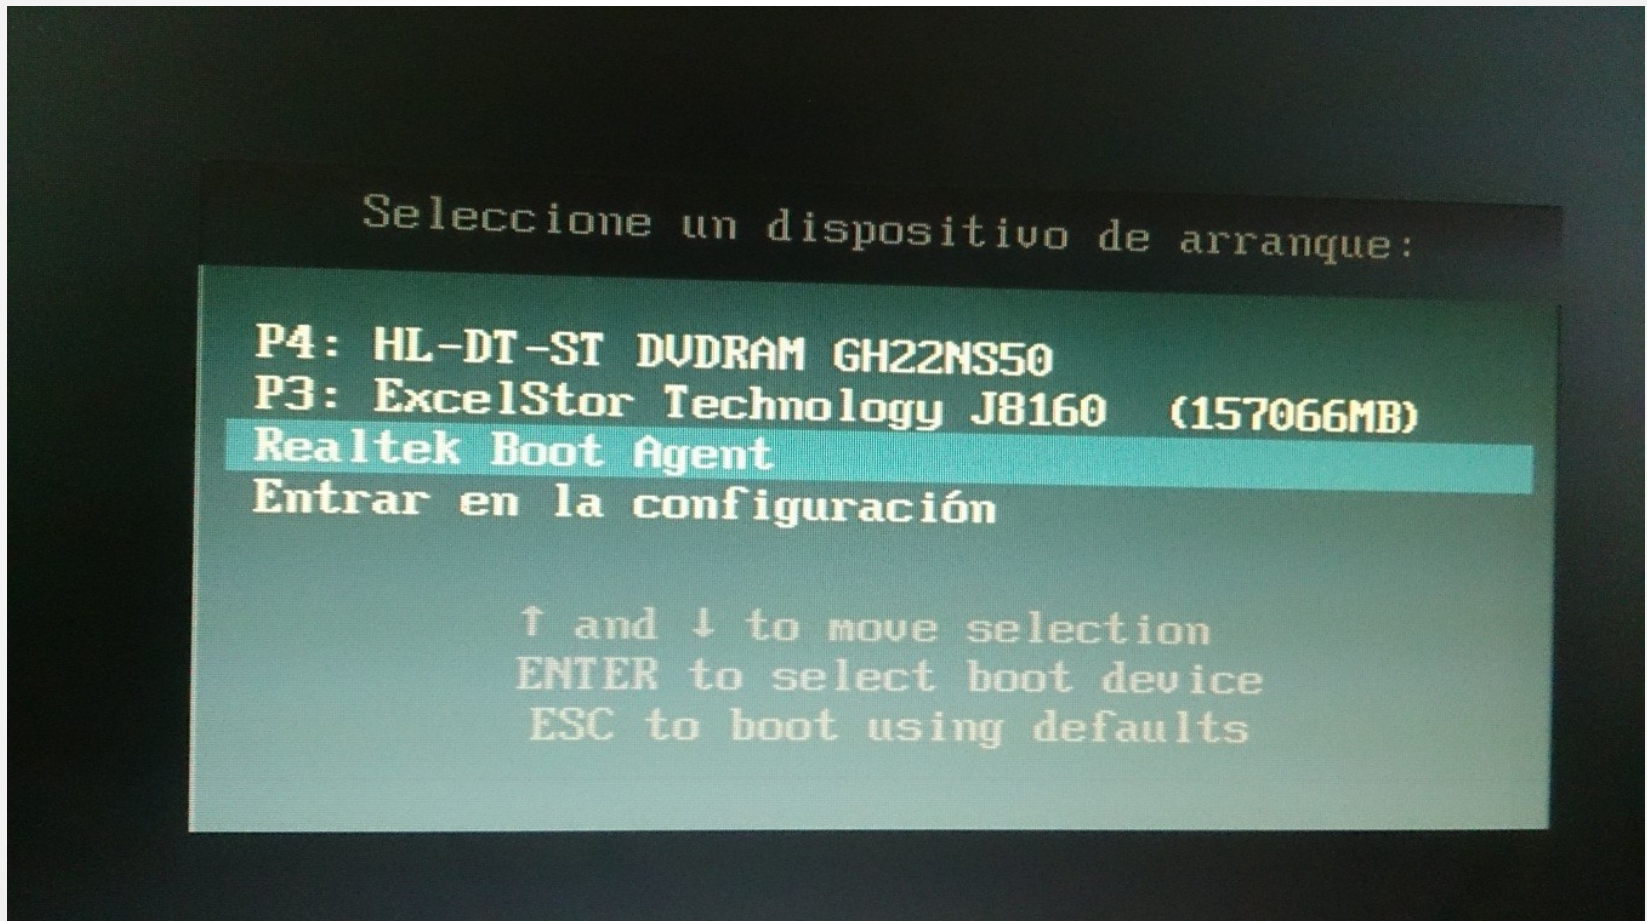 Seleccione un dispositivo de arranque:
P4: HL-DT-ST DVDRAM GH22NS50
P3: ExcelStor Technology J8160 (157066MB)
Realtek Boot Agent
Entrar en la configuración
↑ and ↓ to move selection
ENTER to select boot device
ESC to boot using defaults